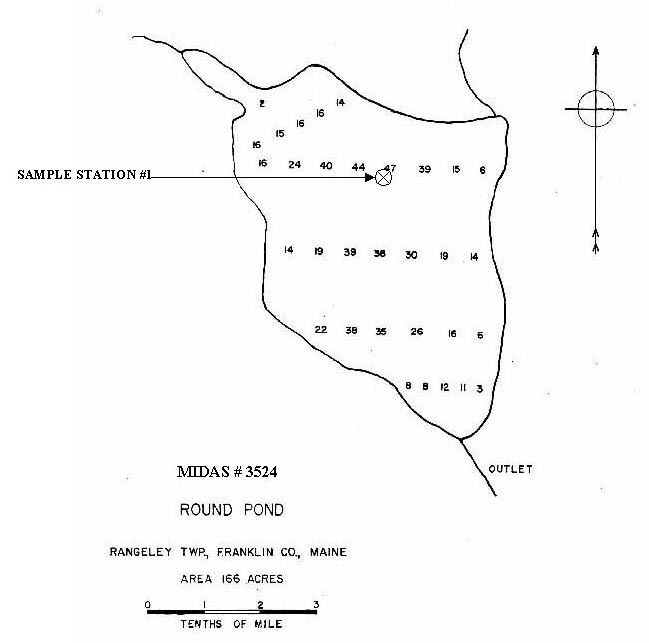 2
14
16
16
15
16
16 24 40 44 47 39 15 6
SAMPLE STATION #1
14 19 39 38 30 19 14
22 38 35 26 16 6
8 8 12 11 3
OUTLET
MIDAS # 3524
ROUND POND
RANGELEY TWP., FRANKLIN CO., MAINE
AREA 166 ACRES
0 1 2 3
TENTHS OF MILE